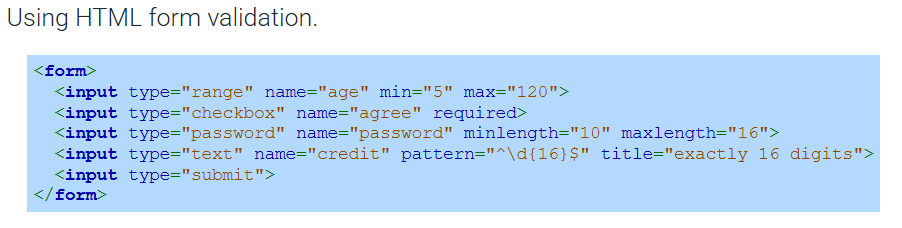 Using HTML form validation.
<form>
  <input type="range" name="age" min="5" max="120">
  <input type="checkbox" name="agree" required>
  <input type="password" name="password" minlength="10" maxlength="16">
  <input type="text" name="credit" pattern="^\d{16}$" title="exactly 16 digits">
  <input type="submit">
</form>